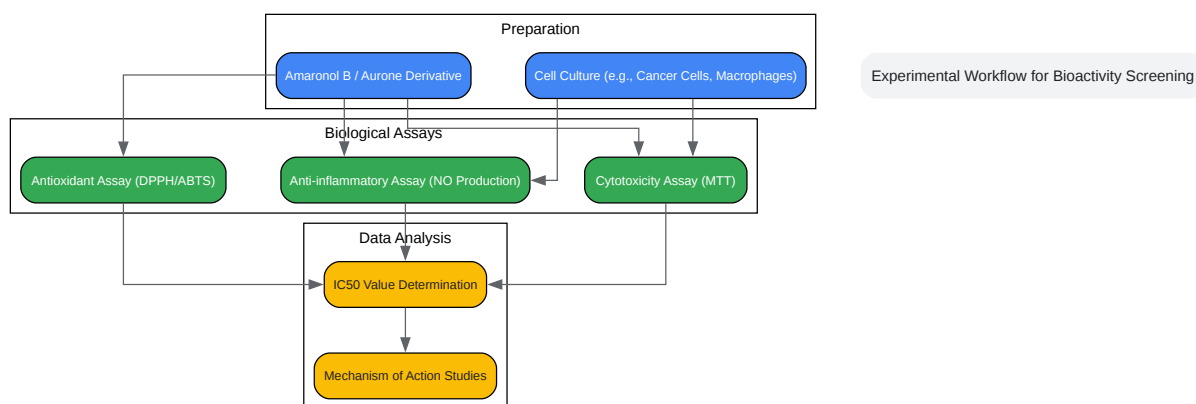 Preparation
Amaronol B / Aurone Derivative
Cell Culture (e.g., Cancer Cells, Macrophages)
Experimental Workflow for Bioactivity Screening
Biological Assays
Antioxidant Assay (DPPH/ABTS)
Anti-inflammatory Assay (NO Production)
Cytotoxicity Assay (MTT)
Data Analysis
IC50 Value Determination
Mechanism of Action Studies